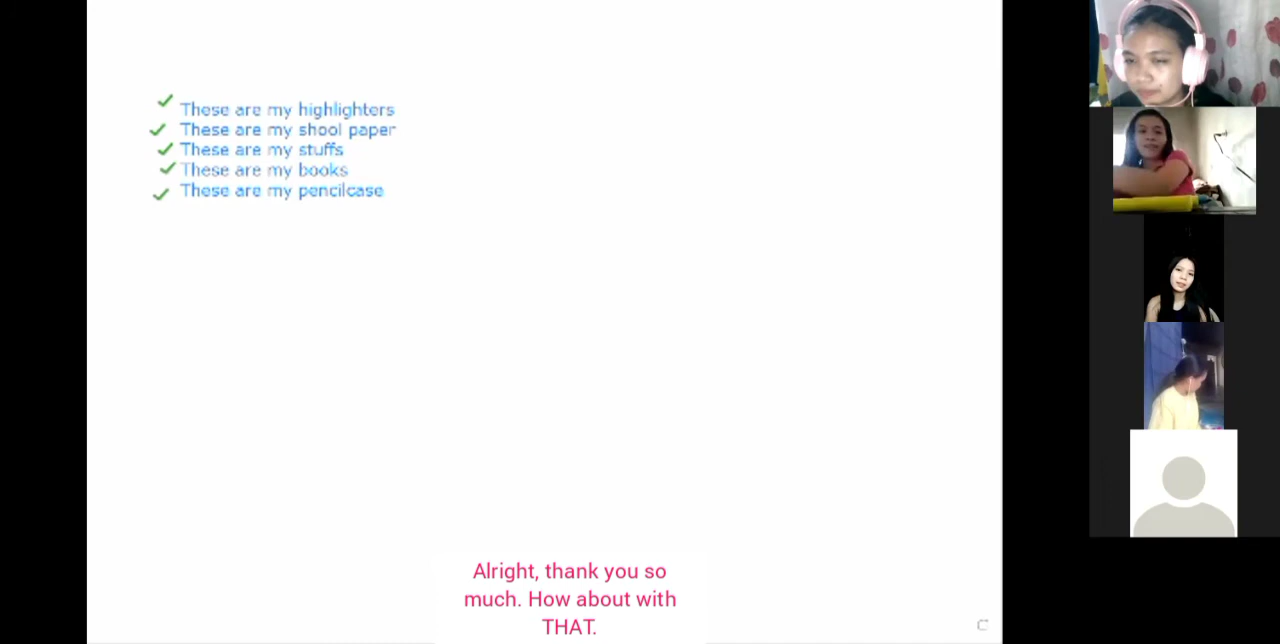 These are my highlighters
These are my shool paper
These are my stuffs
These are my books
These are my pencilcase
Alright, thank you so
much. How about with
THAT.